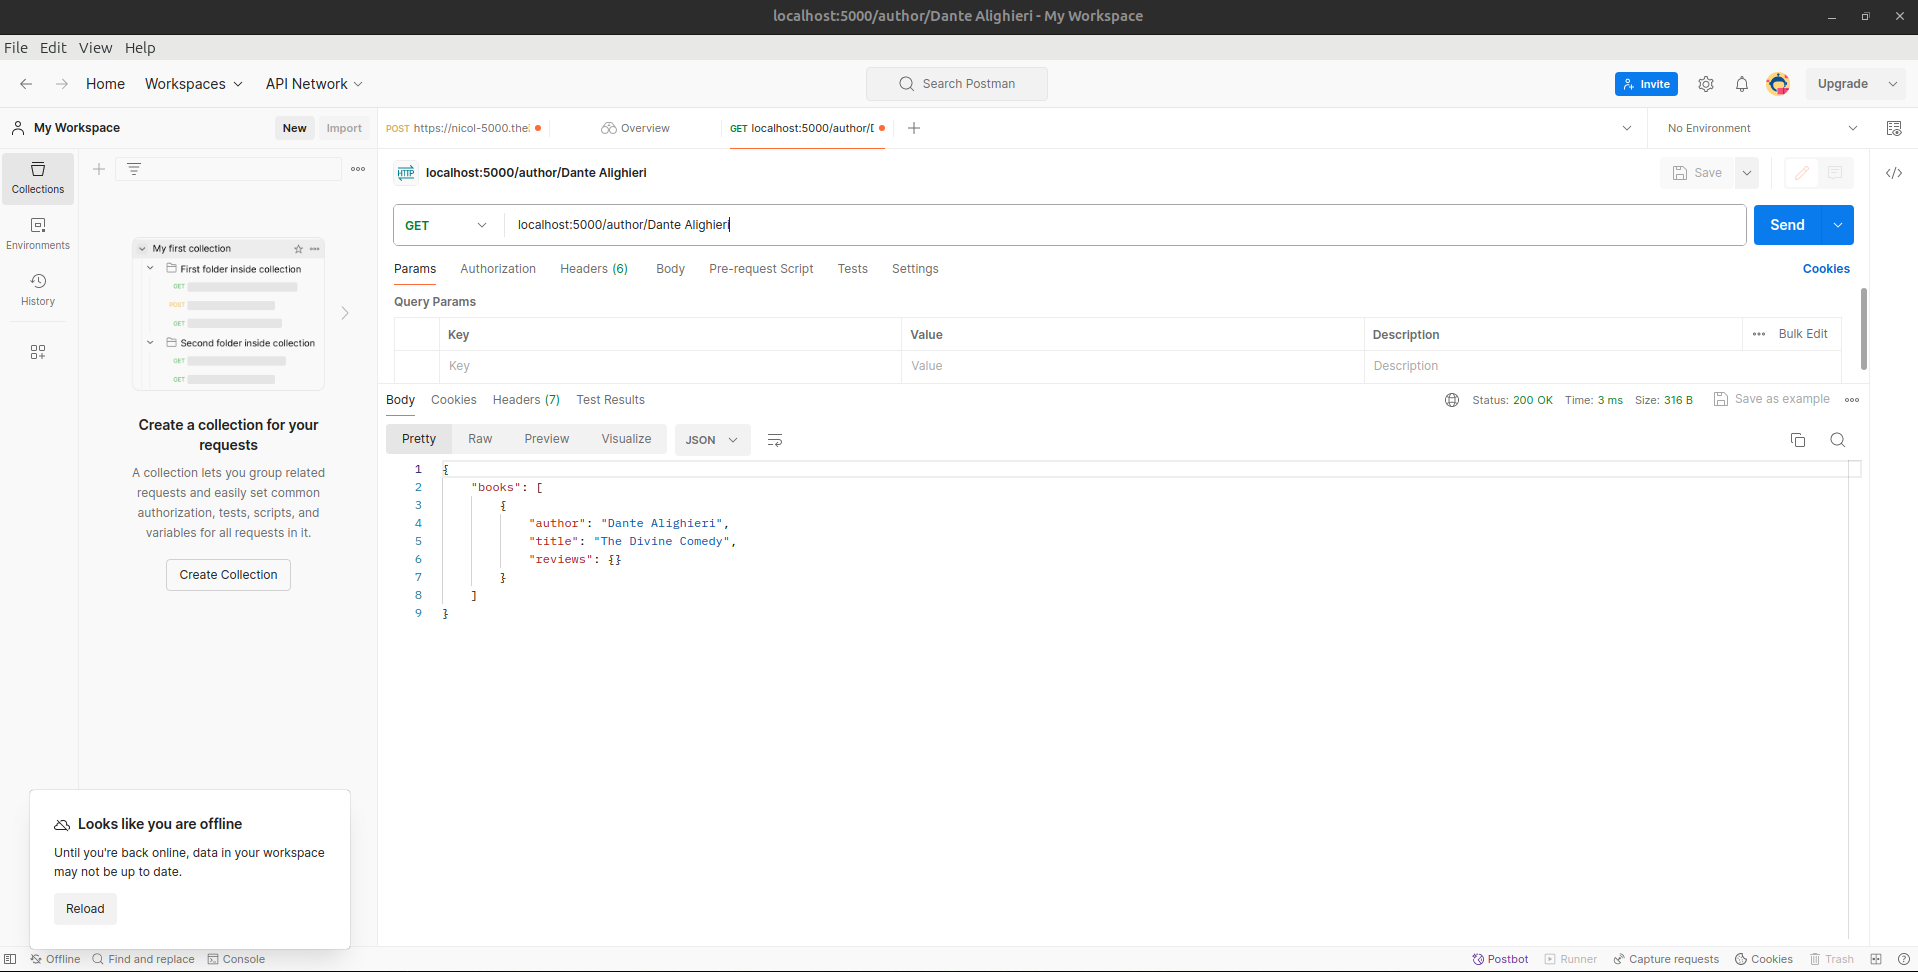 localhost:5000/author/Dante Alighieri - My Workspace
File Edit View Help
Home Workspaces API Network
Search Postman
Invite
Upgrade
My Workspace
New
Import
POST https://nicol-5000.the
Overview
GET localhost:5000/author/D
No Environment
Collections
Environments
History
My first collection
First folder inside collection
GET
POST
GET
Second folder inside collection
GET
GET
Create a collection for your
requests
A collection lets you group related
requests and easily set common
authorization, tests, scripts, and
variables for all requests in it.
Create Collection
HTTP localhost:5000/author/Dante Alighieri
Save
GET localhost:5000/author/Dante Alighieri
Send
Params Authorization Headers (6) Body Pre-request Script Tests Settings
Cookies
Query Params
Key Value Description Bulk Edit
Key Value Description
Body Cookies Headers (7) Test Results
Status: 200 OK Time: 3 ms Size: 316 B Save as example
Pretty Raw Preview Visualize JSON
1 {
2 "books": [
3 {
4 "author": "Dante Alighieri",
5 "title": "The Divine Comedy",
6 "reviews": {}
7 }
8 ]
9 }
Looks like you are offline
Until you're back online, data in your workspace
may not be up to date.
Reload
Offline Find and replace Console
Postbot Runner Capture requests Cookies Trash